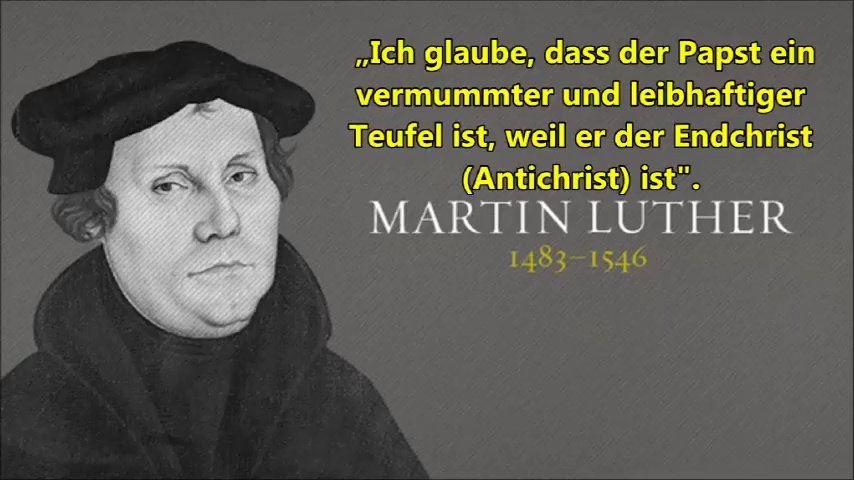 „Ich glaube, dass der Papst ein
vermummter und leibhaftiger
Teufel ist, weil er der Endchrist
(Antichrist) ist".
MARTIN LUTHER
1483–1546